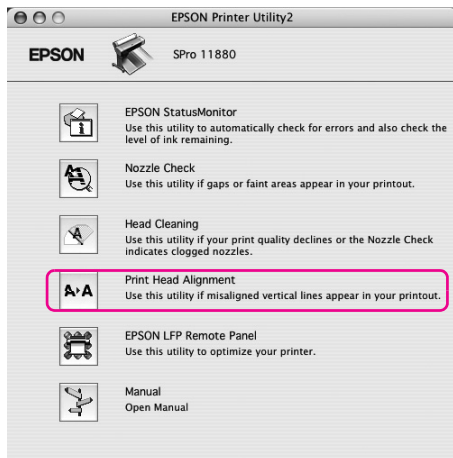 EPSON Printer Utility2
EPSON
SPro 11880
EPSON StatusMonitor
Use this utility to automatically check for errors and also check the
level of ink remaining.
Nozzle Check
Use this utility if gaps or faint areas appear in your printout.
Head Cleaning
Use this utility if your print quality declines or the Nozzle Check
indicates clogged nozzles.
Print Head Alignment
Use this utility if misaligned vertical lines appear in your printout.
EPSON LFP Remote Panel
Use this utility to optimize your printer.
Manual
Open Manual